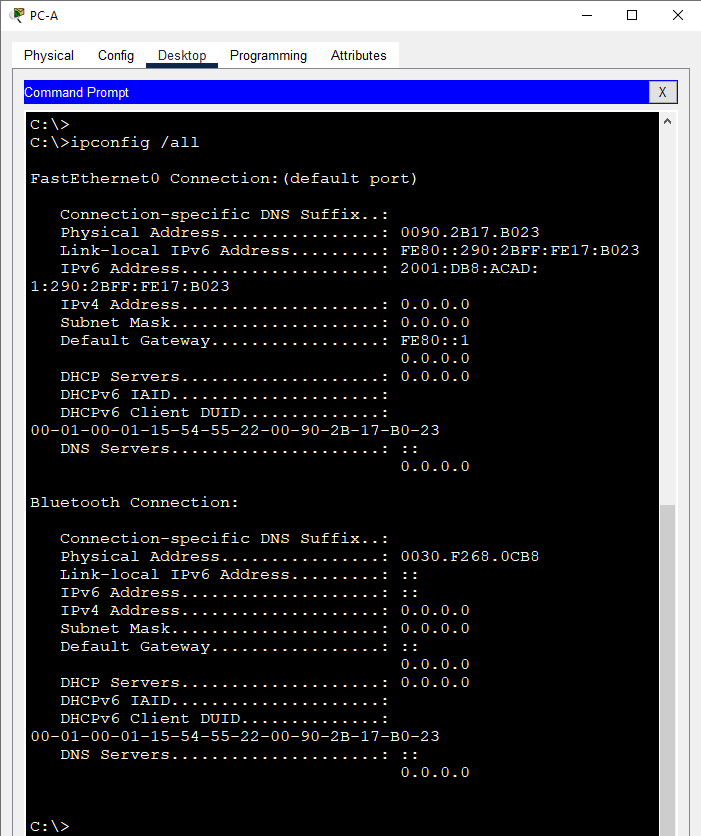 PC-A
Physical Config Desktop Programming Attributes
Command Prompt X
C:\>
C:\>ipconfig /all
FastEthernet0 Connection:(default port)
Connection-specific DNS Suffix..:
Physical Address................: 0090.2B17.B023
Link-local IPv6 Address.........: FE80::290:2BFF:FE17:B023
IPv6 Address....................: 2001:DB8:ACAD:
1:290:2BFF:FE17:B023
IPv4 Address....................: 0.0.0.0
Subnet Mask.....................: 0.0.0.0
Default Gateway.................: FE80::1
0.0.0.0
DHCP Servers....................: 0.0.0.0
DHCPv6 IAID.....................:
DHCPv6 Client DUID..............:
00-01-00-01-15-54-55-22-00-90-2B-17-B0-23
DNS Servers.....................: ::
0.0.0.0
Bluetooth Connection:
Connection-specific DNS Suffix..:
Physical Address................: 0030.F268.0CB8
Link-local IPv6 Address.........: ::
IPv6 Address....................: ::
IPv4 Address....................: 0.0.0.0
Subnet Mask.....................: 0.0.0.0
Default Gateway.................: ::
0.0.0.0
DHCP Servers....................: 0.0.0.0
DHCPv6 IAID.....................:
DHCPv6 Client DUID..............:
00-01-00-01-15-54-55-22-00-90-2B-17-B0-23
DNS Servers.....................: ::
0.0.0.0
C:\>